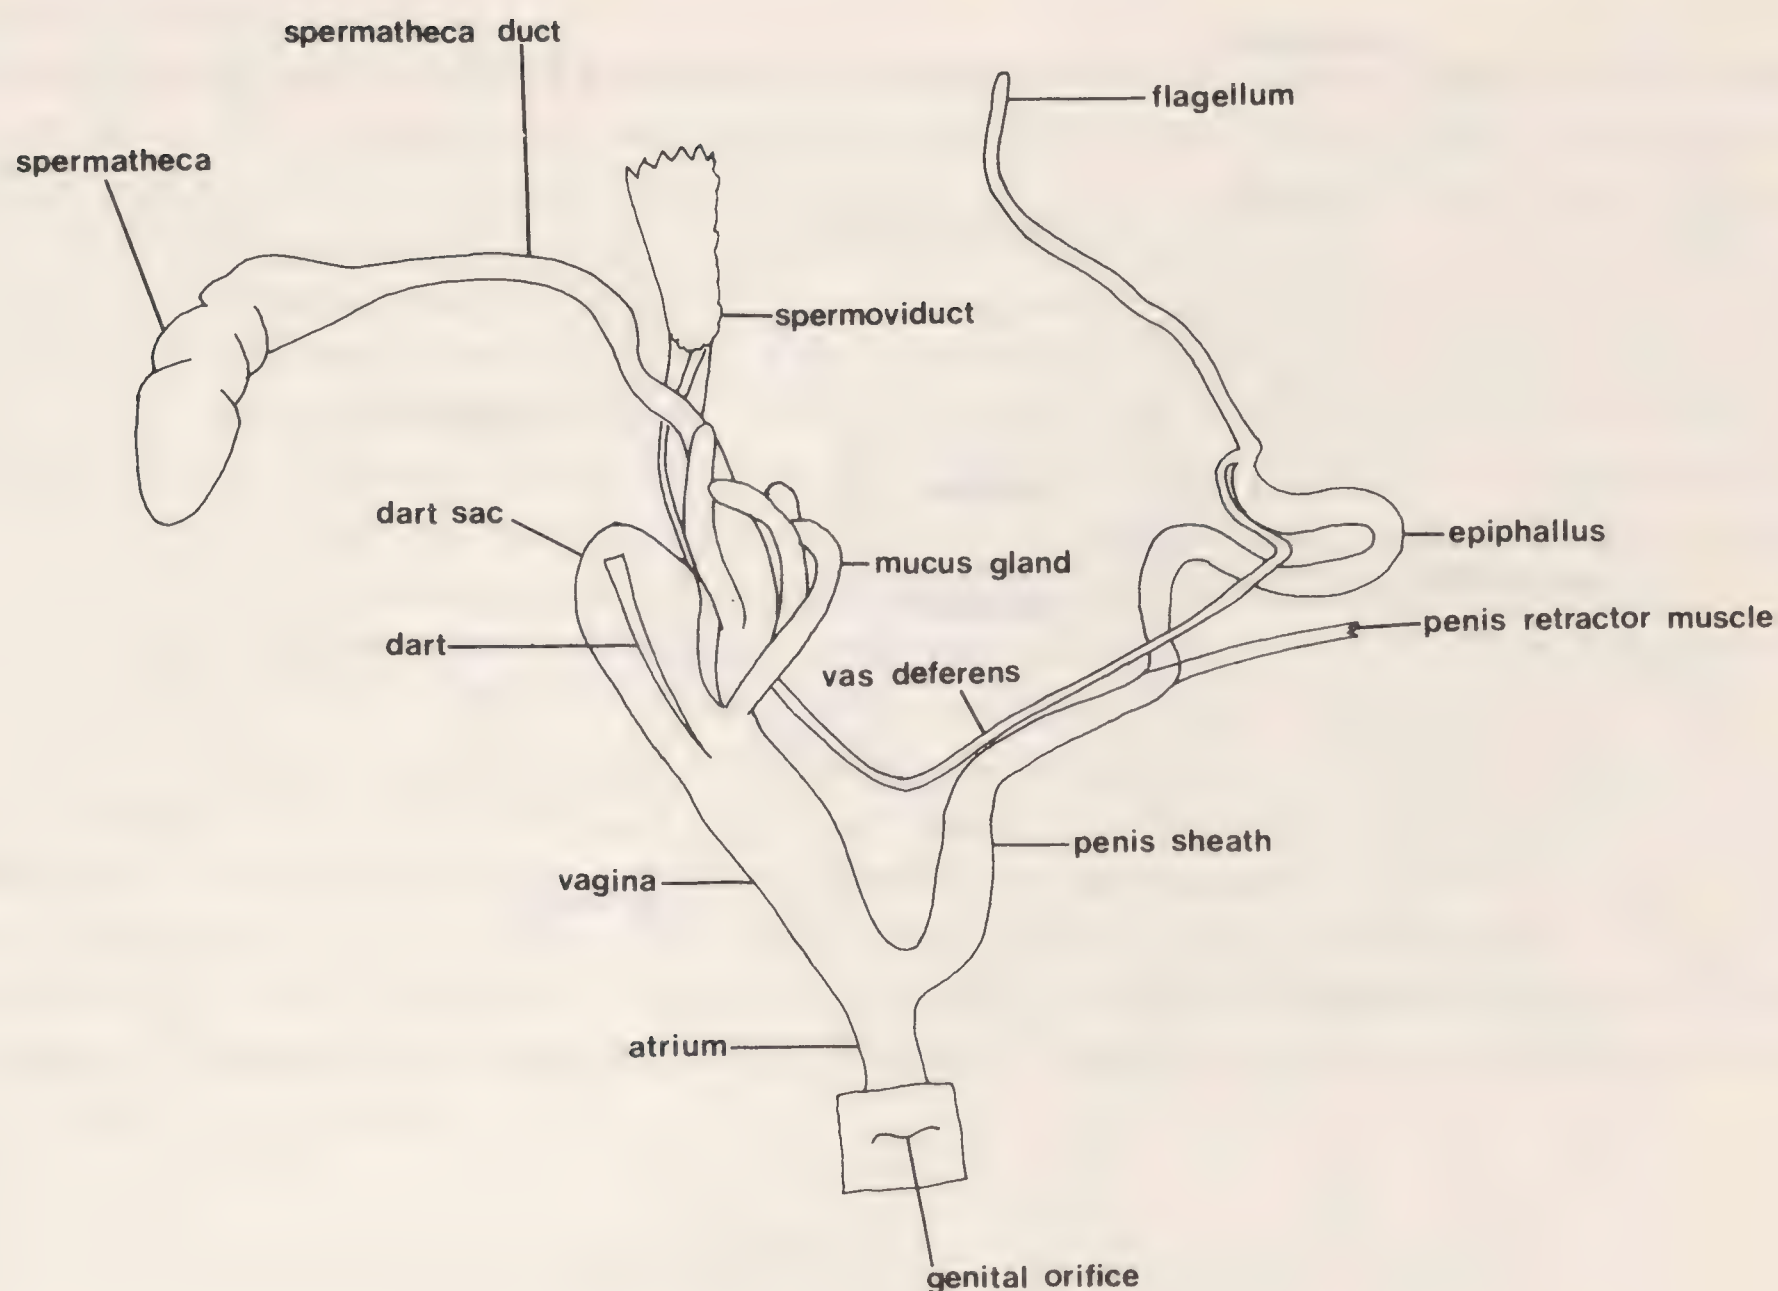 spermatheca duct
flagellum
spermatheca
spermoviduct
dart sac
epiphallus
mucus gland
penis retractor muscle
dart
vas deferens
penis sheath
vagina
atrium
genital orifice